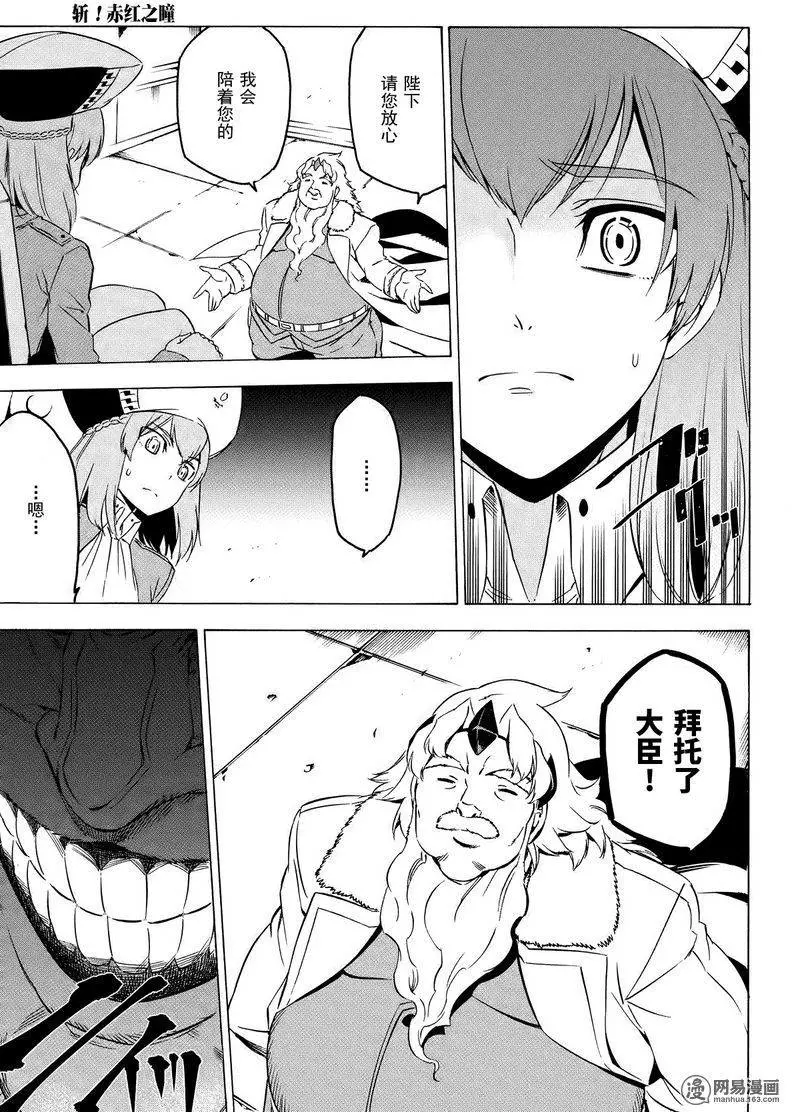 斩！赤红之瞳
陛下
请您放心
我会
陪着您的
……
……嗯……
拜托了
大臣！
网易漫画
manhua.163.com